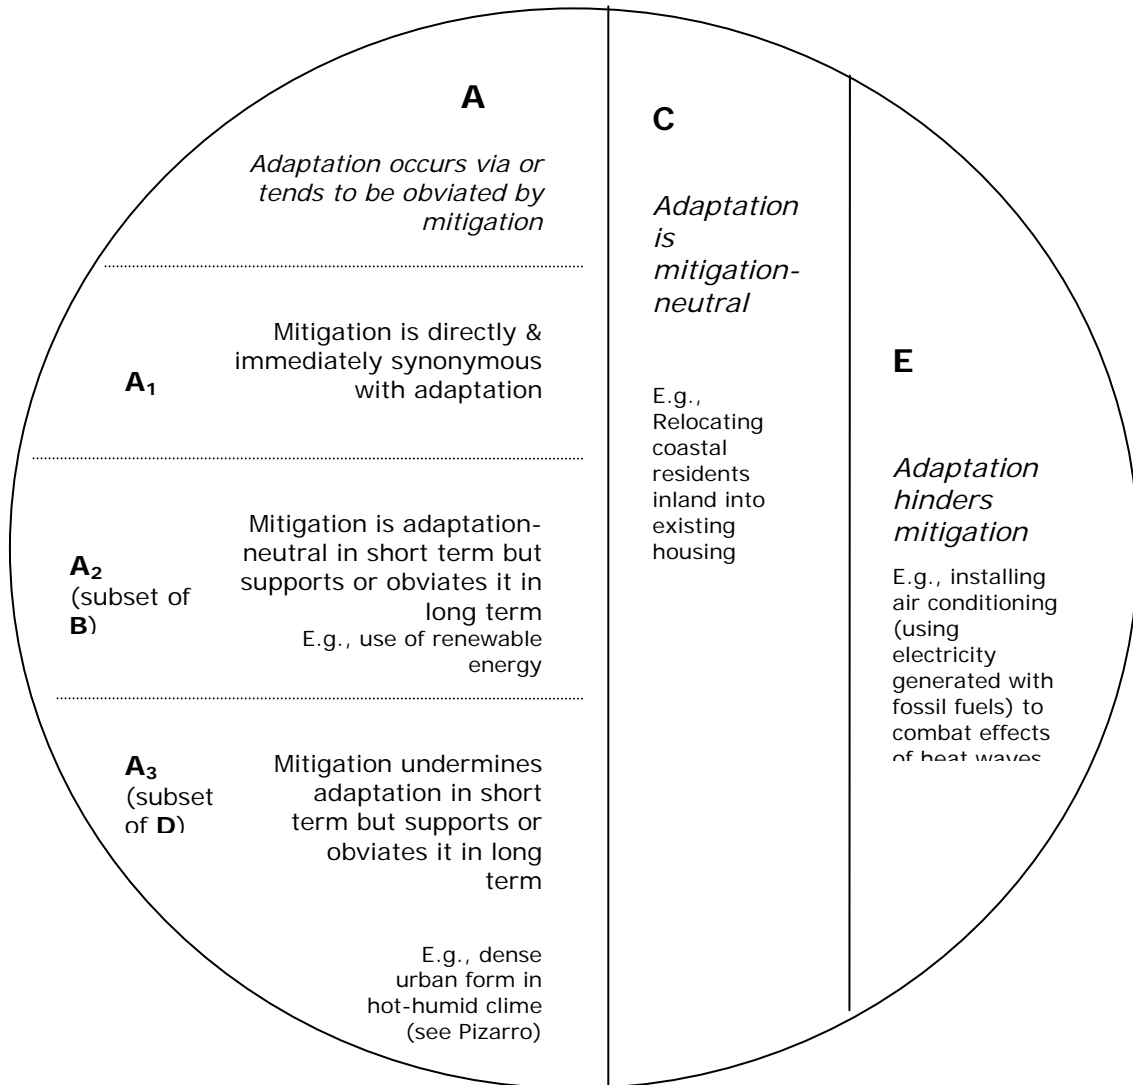 A
Adaptation occurs via or
tends to be obviated by
mitigation
A1
Mitigation is directly &
immediately synonymous
with adaptation
A2
(subset of
B)
Mitigation is adaptation-
neutral in short term but
supports or obviates it in
long term
E.g., use of renewable
energy
A3
(subset
of D)
Mitigation undermines
adaptation in short
term but supports or
obviates it in long
term
E.g., dense
urban form in
hot-humid clime
(see Pizarro)
C
Adaptation
is
mitigation-
neutral
E.g.,
Relocating
coastal
residents
inland into
existing
housing
E
Adaptation
hinders
mitigation
E.g., installing
air conditioning
(using
electricity
generated with
fossil fuels) to
combat effects
of heat waves